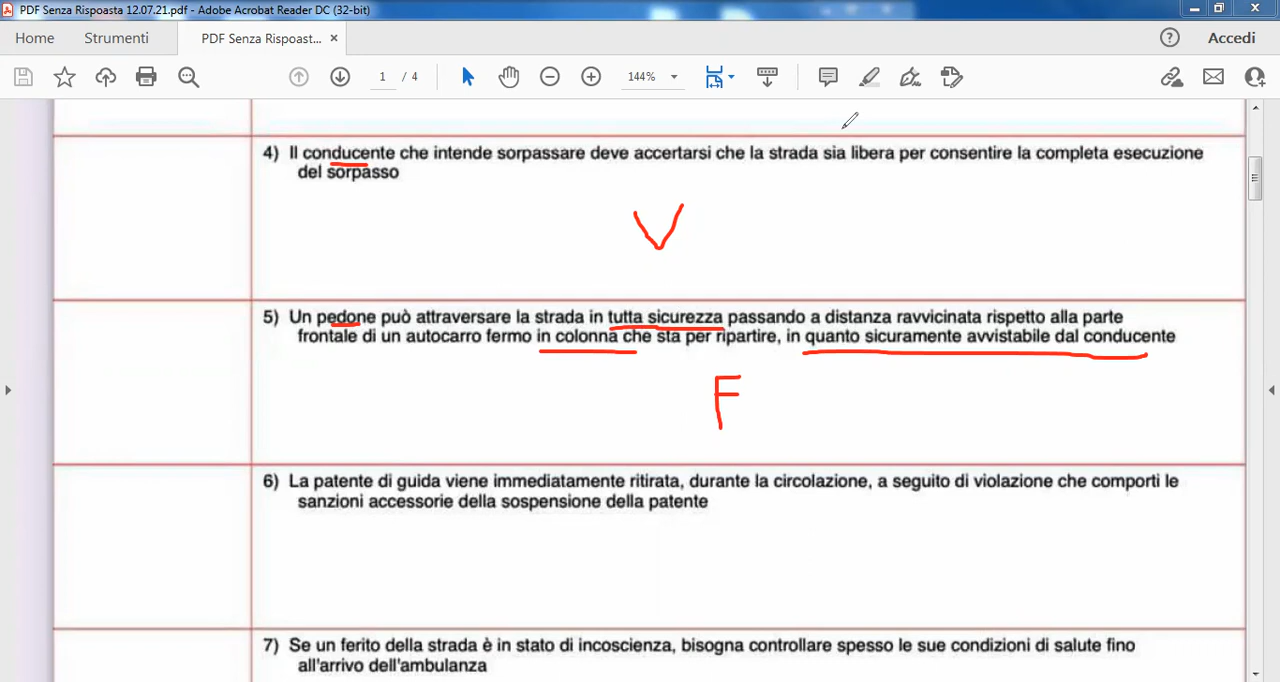 PDF Senza Rispoasta 12.07.21.pdf - Adobe Acrobat Reader DC (32-bit)
Home Strumenti PDF Senza Rispoast... × ? Accedi
1 / 4 144%
4) Il conducente che intende sorpassare deve accertarsi che la strada sia libera per consentire la completa esecuzione
del sorpasso
V
5) Un pedone può attraversare la strada in tutta sicurezza passando a distanza ravvicinata rispetto alla parte
frontale di un autocarro fermo in colonna che sta per ripartire, in quanto sicuramente avvistabile dal conducente
F
6) La patente di guida viene immediatamente ritirata, durante la circolazione, a seguito di violazione che comporti le
sanzioni accessorie della sospensione della patente
7) Se un ferito della strada è in stato di incoscienza, bisogna controllare spesso le sue condizioni di salute fino
all'arrivo dell'ambulanza